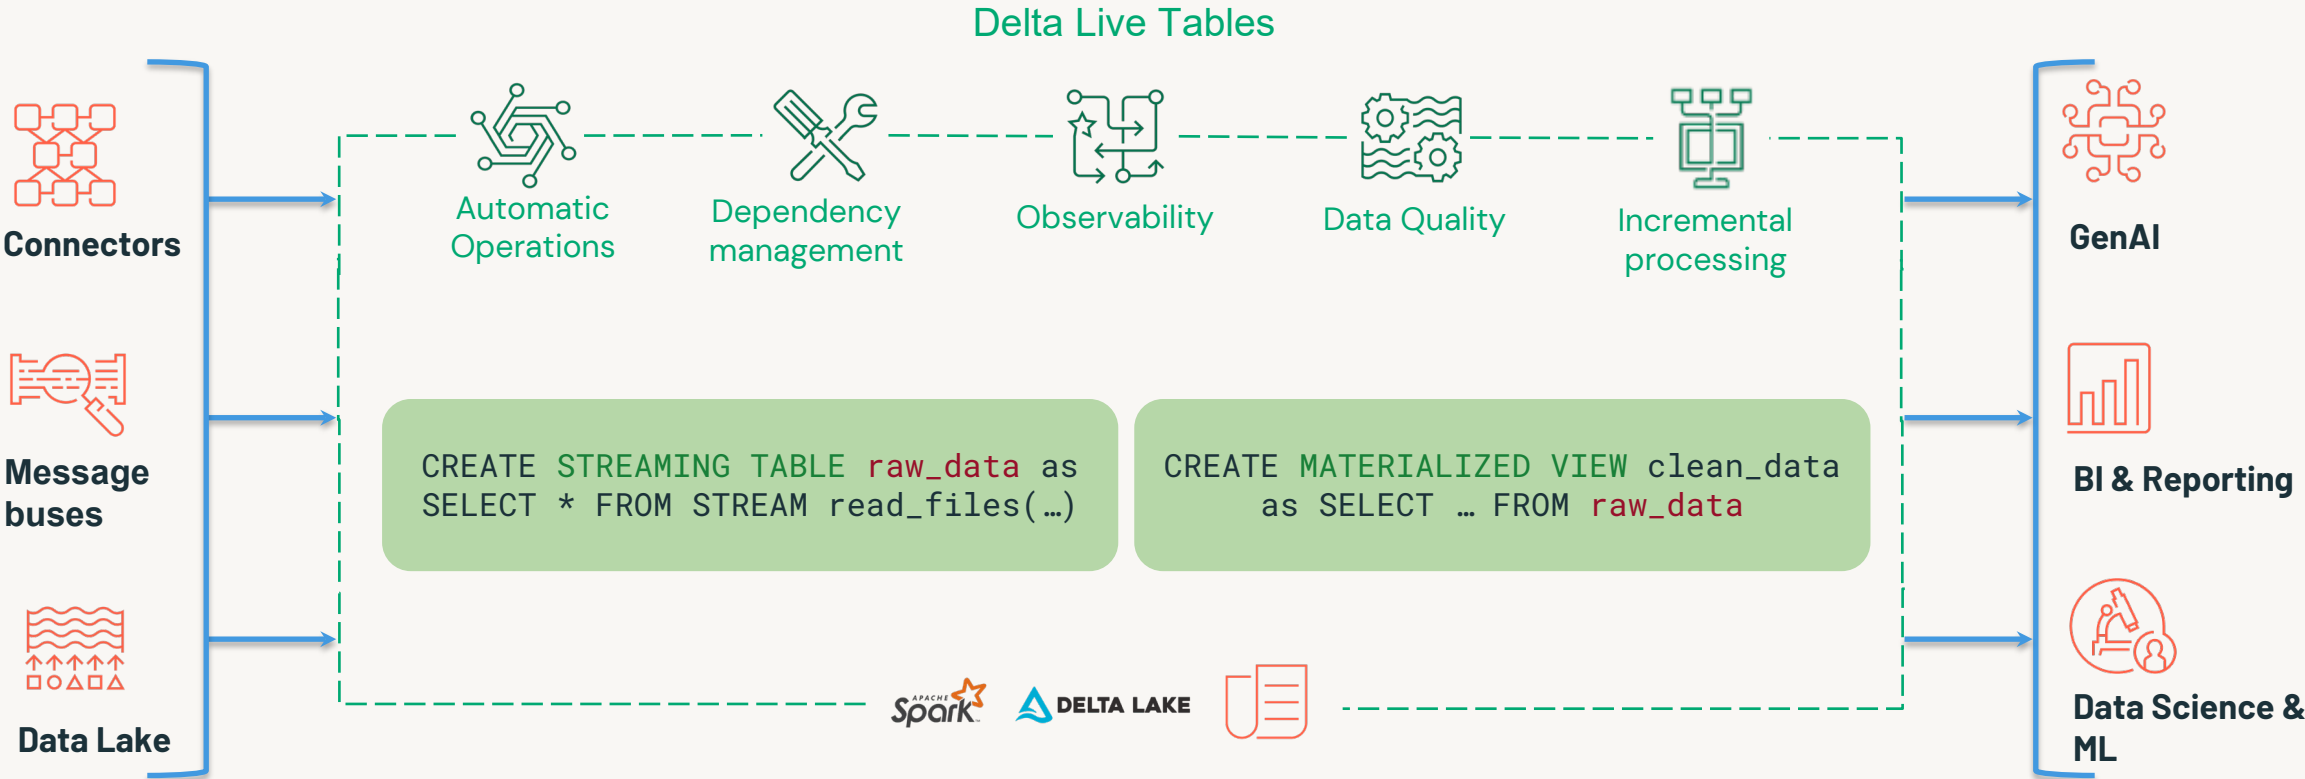 Delta Live Tables
Connectors
Message
buses
Data Lake
Automatic
Operations
Dependency
management
Observability
Data Quality
Incremental
processing
CREATE STREAMING TABLE raw_data as
SELECT * FROM STREAM read_files(…)
CREATE MATERIALIZED VIEW clean_data
as SELECT … FROM raw_data
APACHE
Spark™
DELTA LAKE
GenAI
BI & Reporting
Data Science &
ML